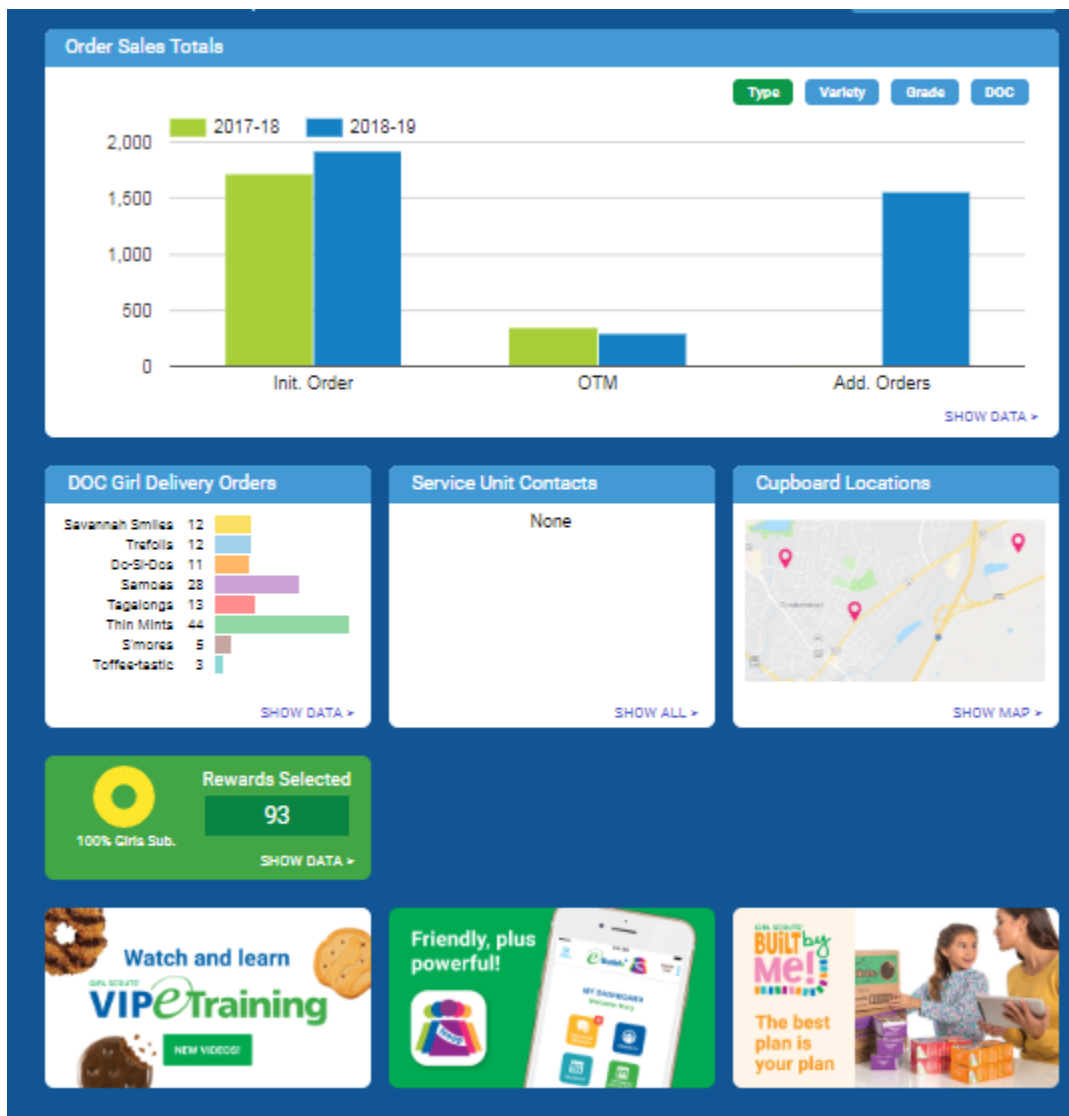 Order Sales Totals
Type Variety Grade DOC
2017-18 2018-19
2,000
1,500
1,000
500
0
Init. Order OTM Add. Orders
SHOW DATA >
DOC Girl Delivery Orders
Savannah Smiles 12
Trefoils 12
Do-Si-Dos 11
Samoas 28
Tagalongs 13
Thin Mints 44
S'mores 5
Toffee-tastic 3
SHOW DATA >
Service Unit Contacts
None
SHOW ALL >
Cupboard Locations
SHOW MAP >
Rewards Selected
93
100% Girls Sub.
SHOW DATA >
Watch and learn
GIRL SCOUTS'
VIP eTraining
NEW VIDEOS!
Friendly, plus
powerful!
MY DASHBOARD
GIRL SCOUTS'
BUILT by
Me!
The best
plan is
your plan